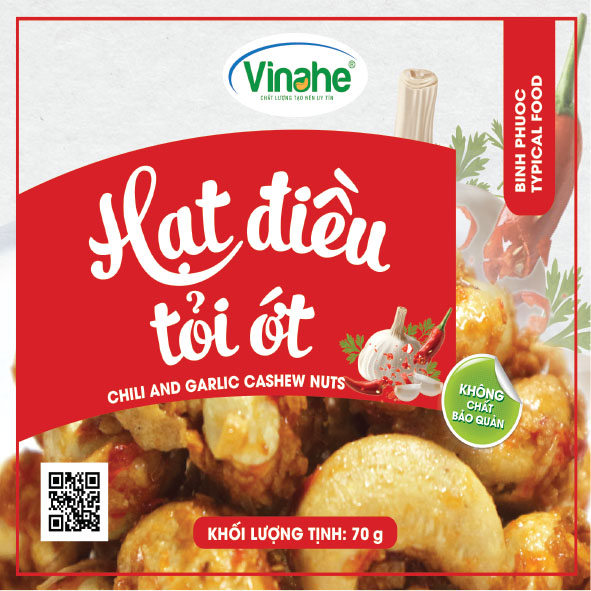 Vinahe®
CHẤT LƯỢNG TẠO NÊN UY TÍN
BINH PHUOC
TYPICAL FOOD
Hạt điều
tỏi ớt
CHILI AND GARLIC CASHEW NUTS
KHÔNG
CHẤT
BẢO QUẢN
KHỐI LƯỢNG TỊNH: 70 g